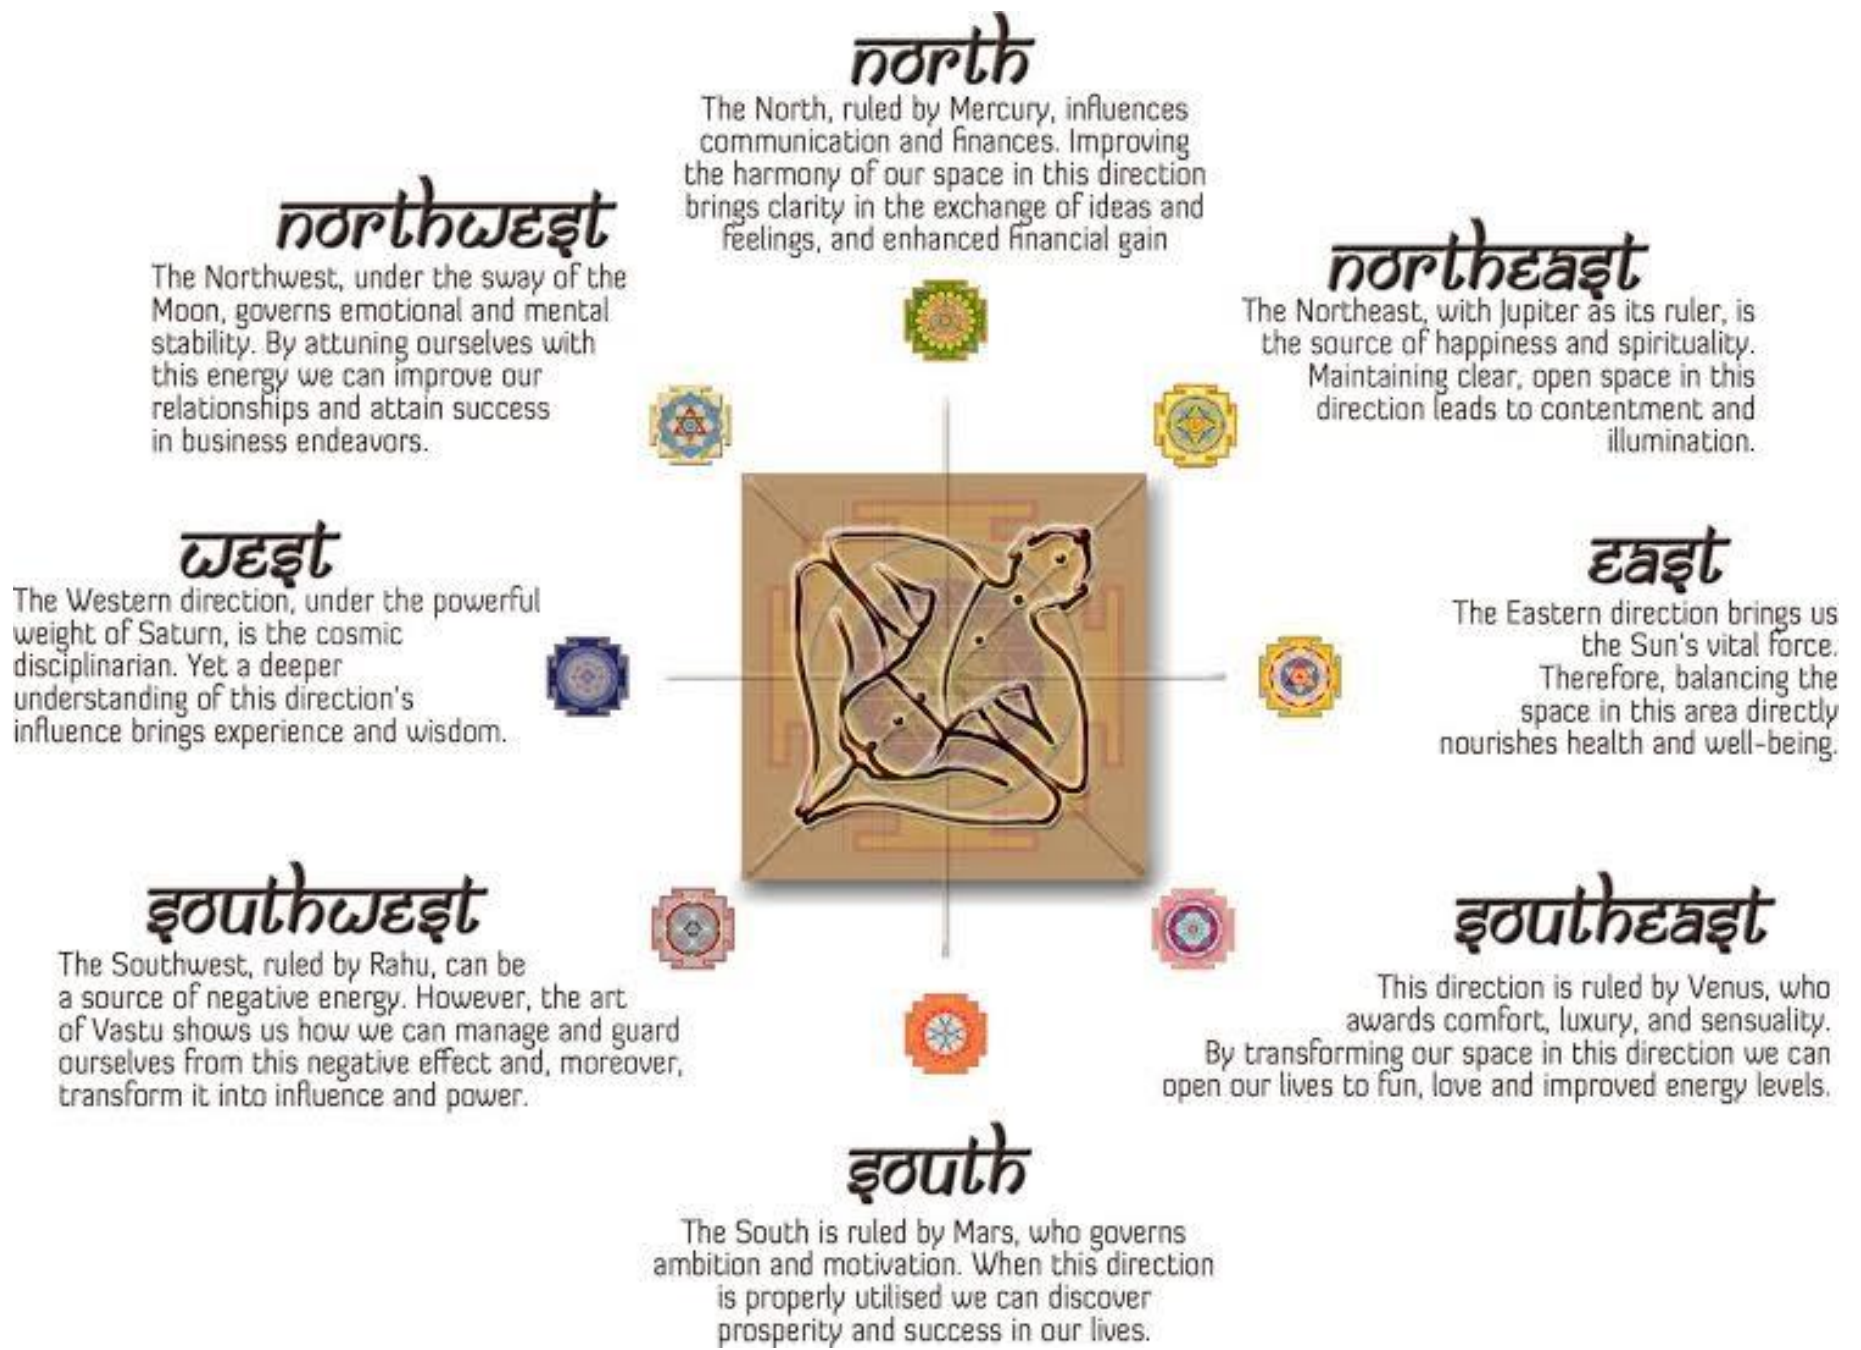 north
The North, ruled by Mercury, influences
communication and finances. Improving
the harmony of our space in this direction
brings clarity in the exchange of ideas and
feelings, and enhanced financial gain
northwest
The Northwest, under the sway of the
Moon, governs emotional and mental
stability. By attuning ourselves with
this energy we can improve our
relationships and attain success
in business endeavors.
northeast
The Northeast, with Jupiter as its ruler, is
the source of happiness and spirituality.
Maintaining clear, open space in this
direction leads to contentment and
illumination.
west
The Western direction, under the powerful
weight of Saturn, is the cosmic
disciplinarian. Yet a deeper
understanding of this direction's
influence brings experience and wisdom.
east
The Eastern direction brings us
the Sun's vital force.
Therefore, balancing the
space in this area directly
nourishes health and well-being.
southwest
The Southwest, ruled by Rahu, can be
a source of negative energy. However, the art
of Vastu shows us how we can manage and guard
ourselves from this negative effect and, moreover,
transform it into influence and power.
southeast
This direction is ruled by Venus, who
awards comfort, luxury, and sensuality.
By transforming our space in this direction we can
open our lives to fun, love and improved energy levels.
south
The South is ruled by Mars, who governs
ambition and motivation. When this direction
is properly utilised we can discover
prosperity and success in our lives.